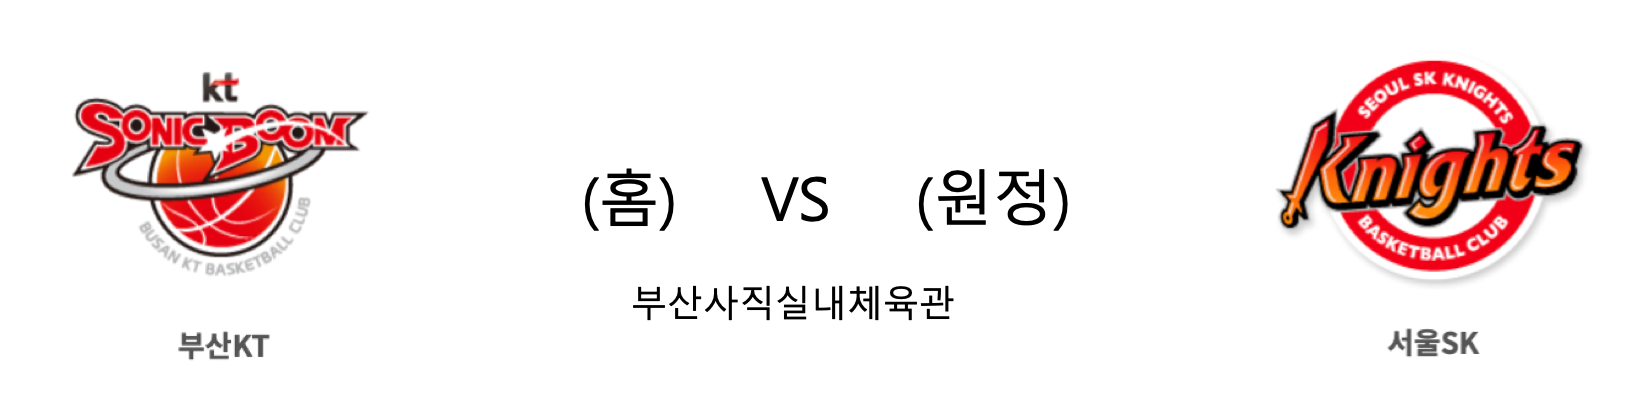 kt
SONIC BOOM
BUSAN KT BASKETBALL CLUB
부산KT
(홈) VS (원정)
부산사직실내체육관
SEOUL SK KNIGHTS
Knights
BASKETBALL CLUB
서울SK